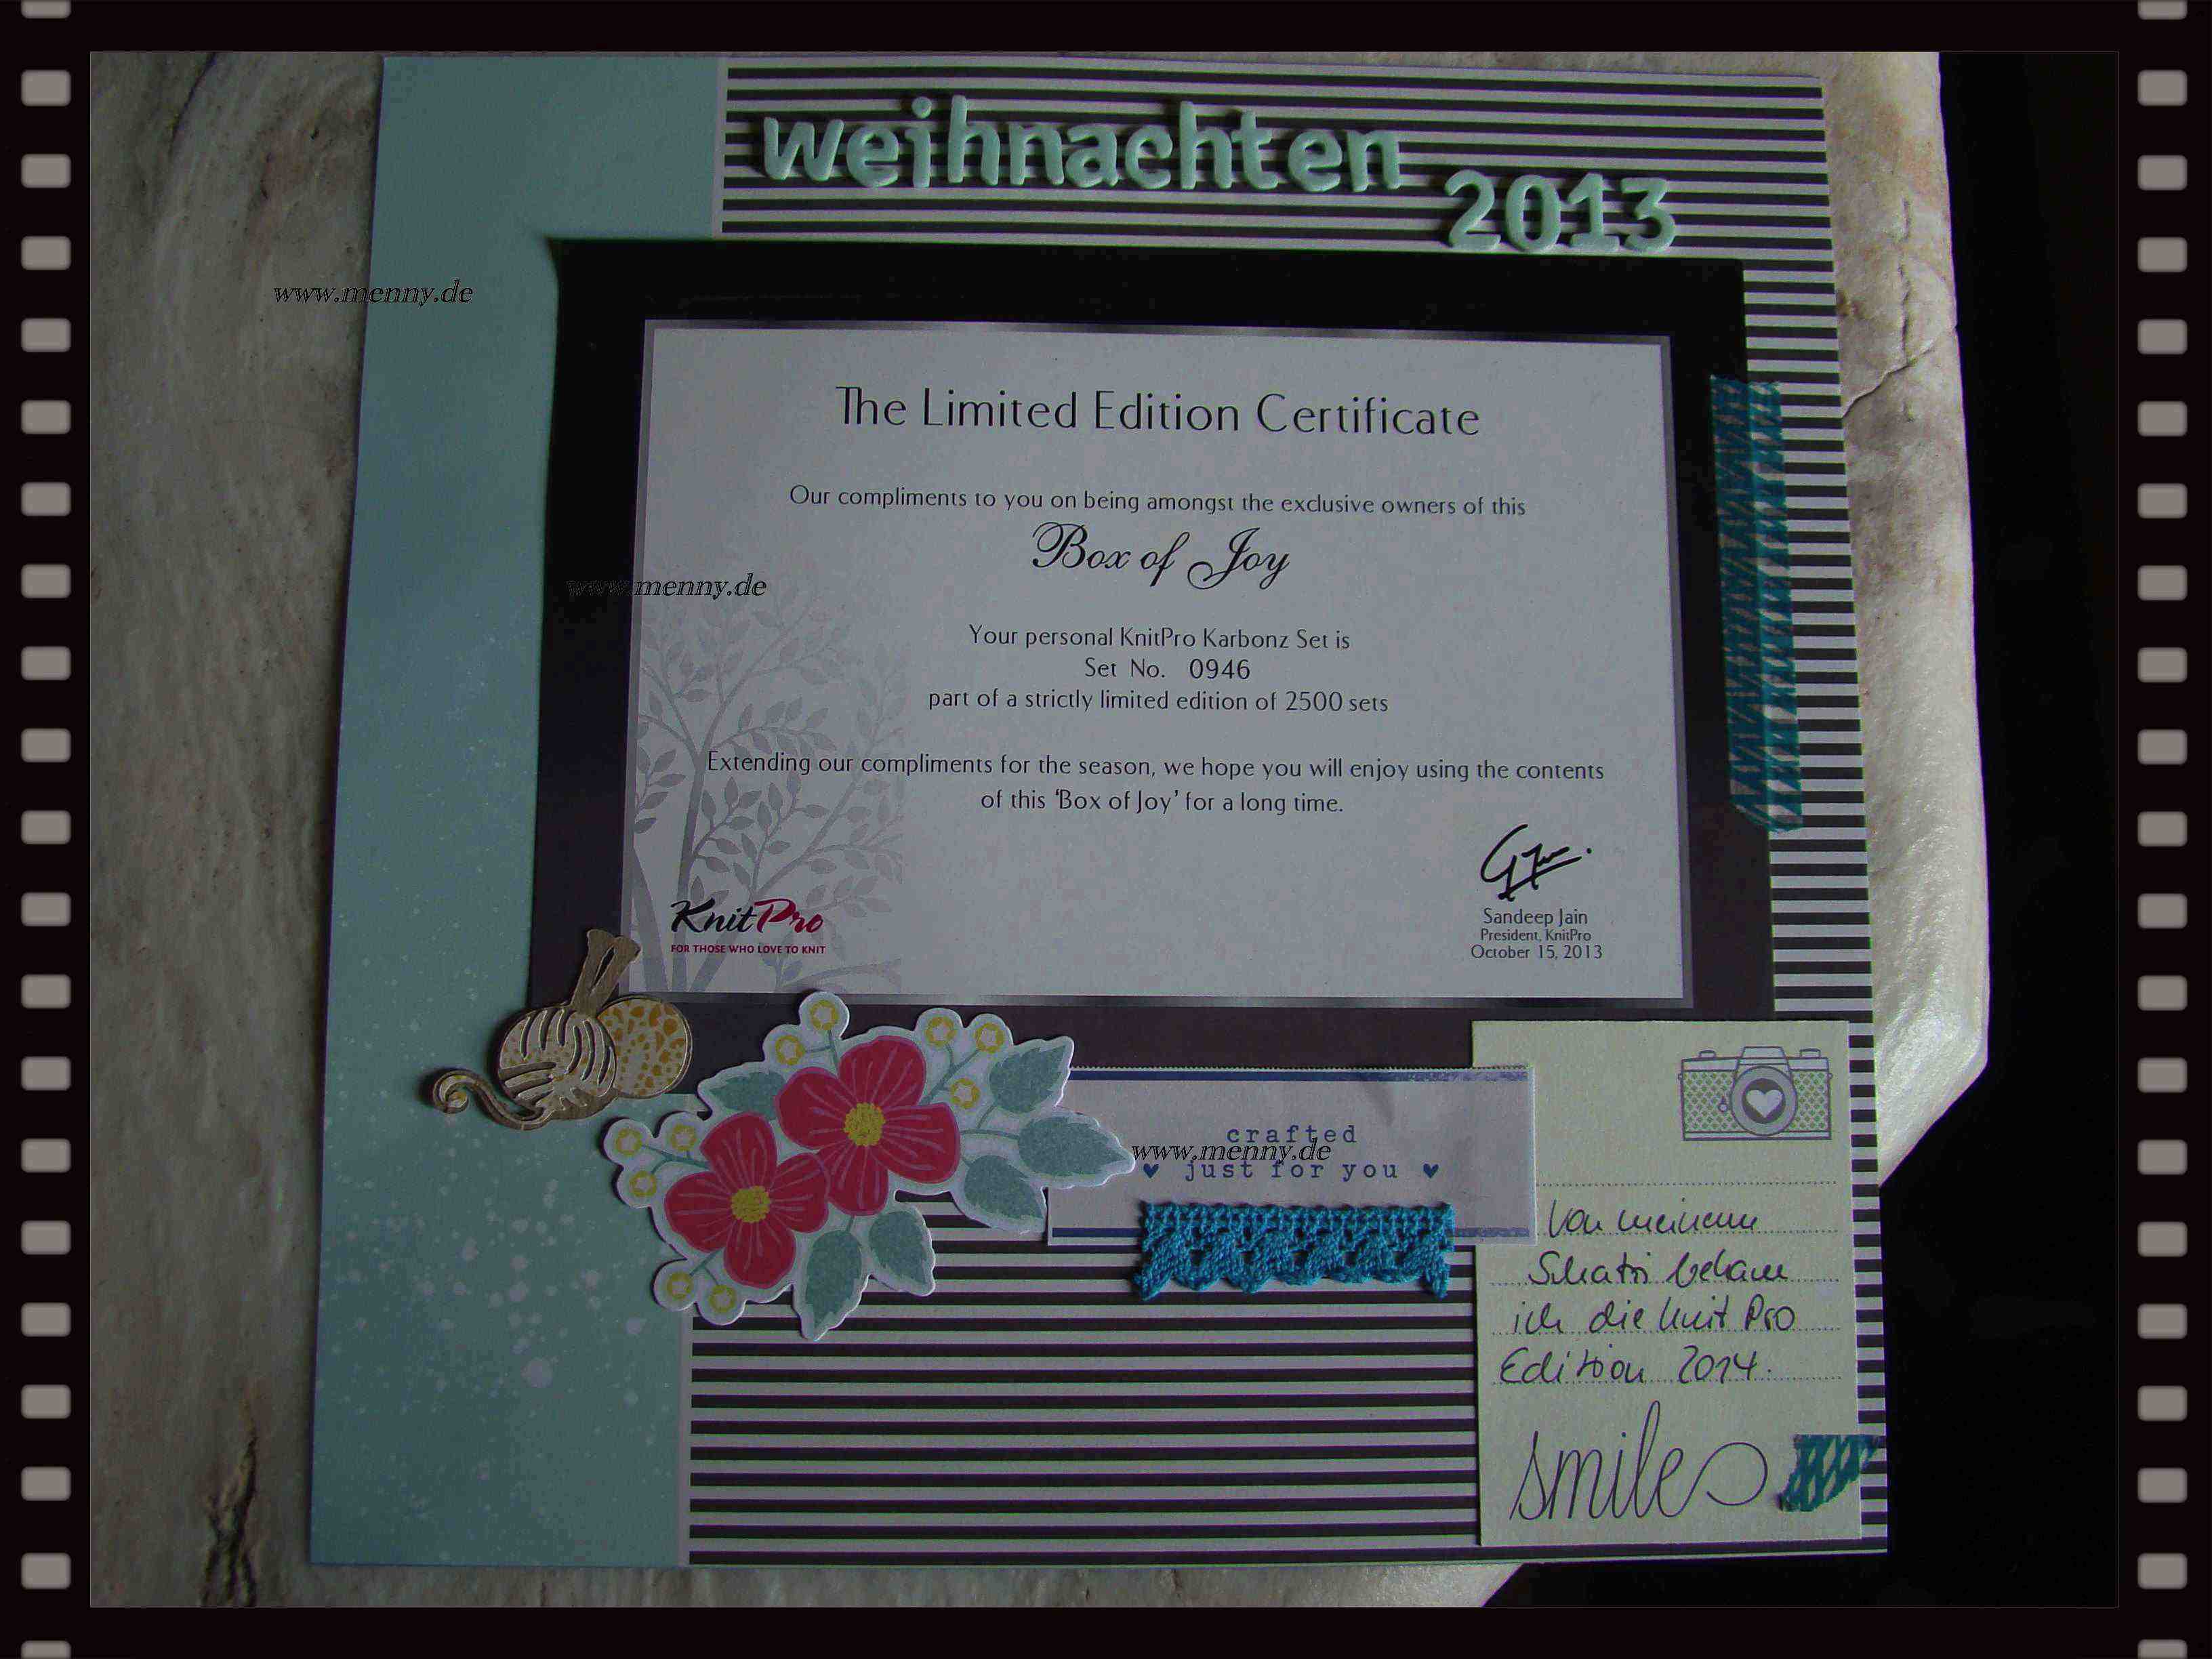 weihnachten
2013
www.menny.de
The Limited Edition Certificate
Our compliments to you on being amongst the exclusive owners of this
Box of Joy
www.menny.de
Your personal KnitPro Karbonz Set is
Set No. 0946
part of a strictly limited edition of 2500 sets
Extending our compliments for the season, we hope you will enjoy using the contents
of this ‘Box of Joy’ for a long time.
KnitPro
FOR THOSE WHO LOVE TO KNIT
Sandeep Jain
President, KnitPro
October 15, 2013
crafted
www.menny.de
just for you
Von meinem
Schatzi bekam
ich die Knit Pro
Edition 2014.
smile